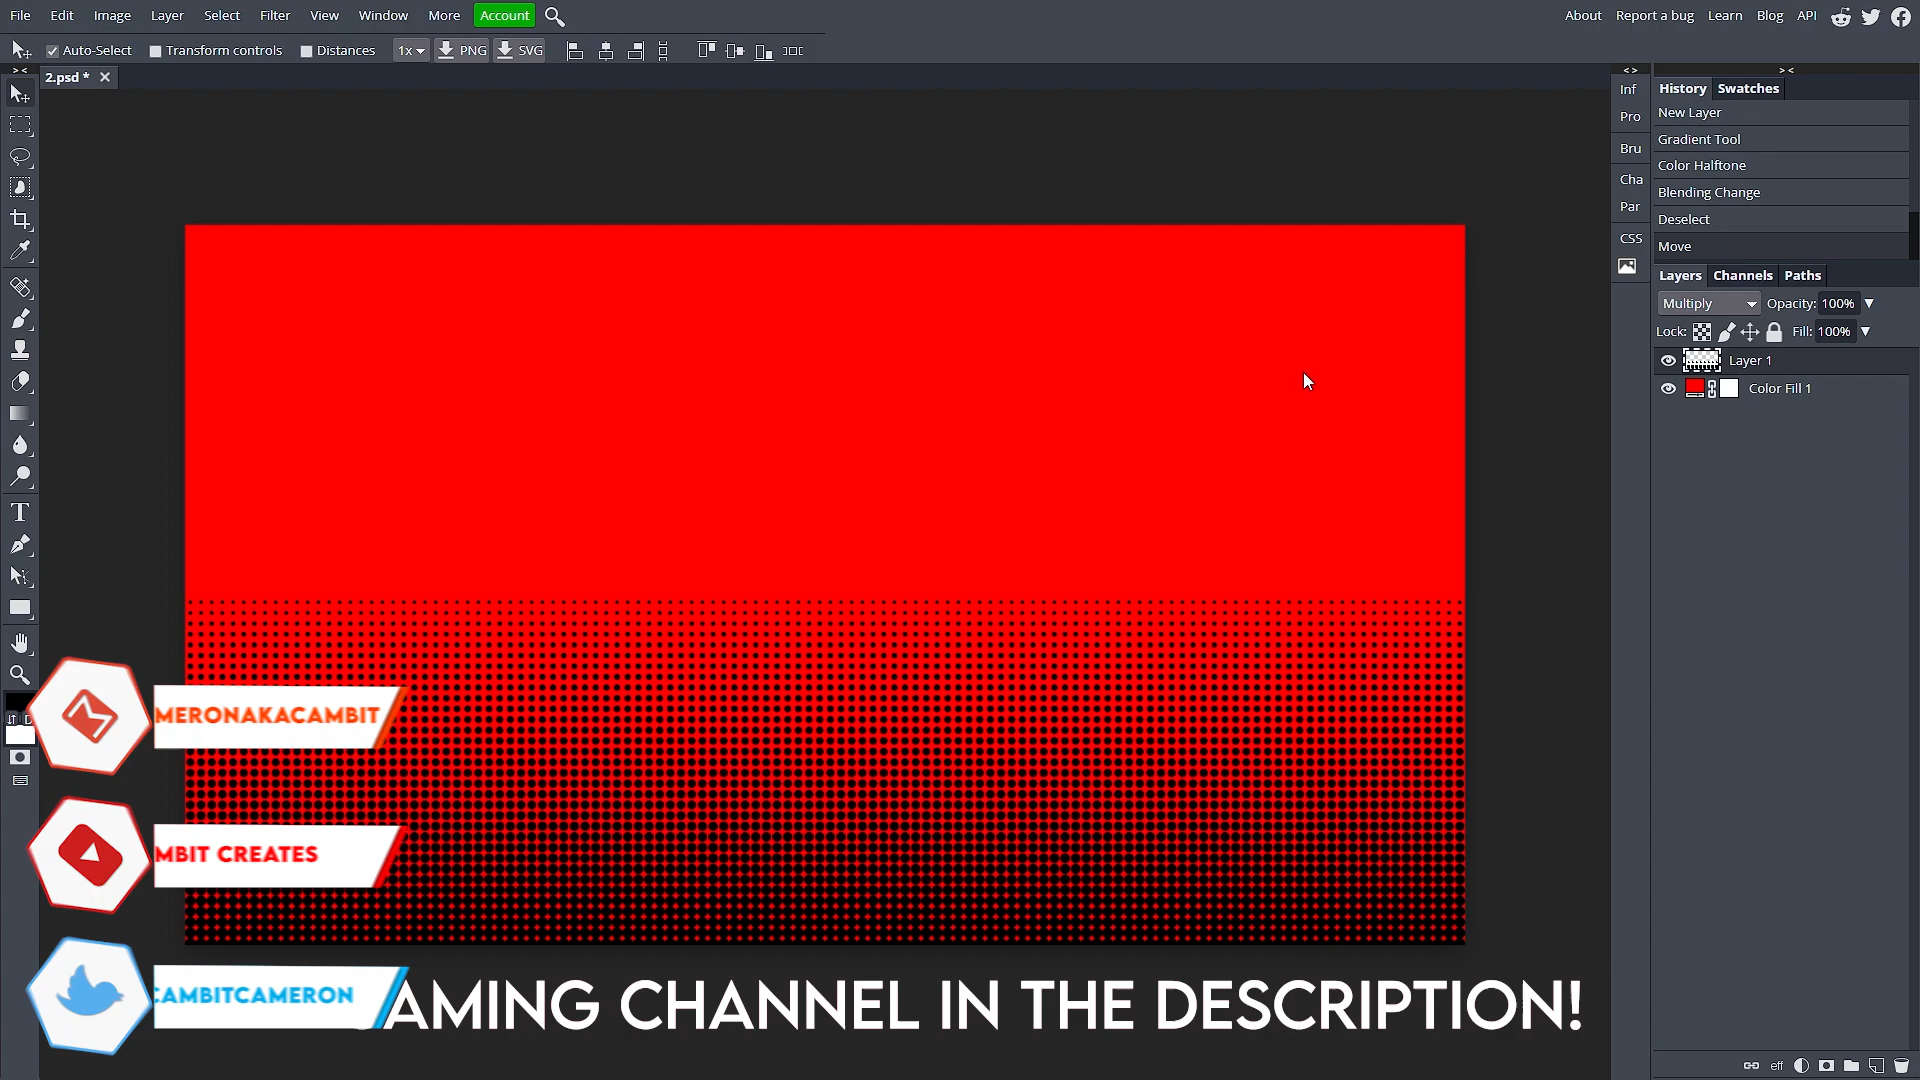 File Edit Image Layer Select Filter View Window More Account About Report a bug Learn Blog API
Auto-Select Transform controls Distances 1x PNG SVG
2.psd *
Inf
Pro
Bru
Cha
Par
CSS
History Swatches
New Layer
Gradient Tool
Color Halftone
Blending Change
Deselect
Move
Layers Channels Paths
Multiply Opacity: 100%
Lock: Fill: 100%
Layer 1
Color Fill 1
MERONAKACAMBIT
MBIT CREATES
CAMBITCAMERON
AMING CHANNEL IN THE DESCRIPTION!
eff